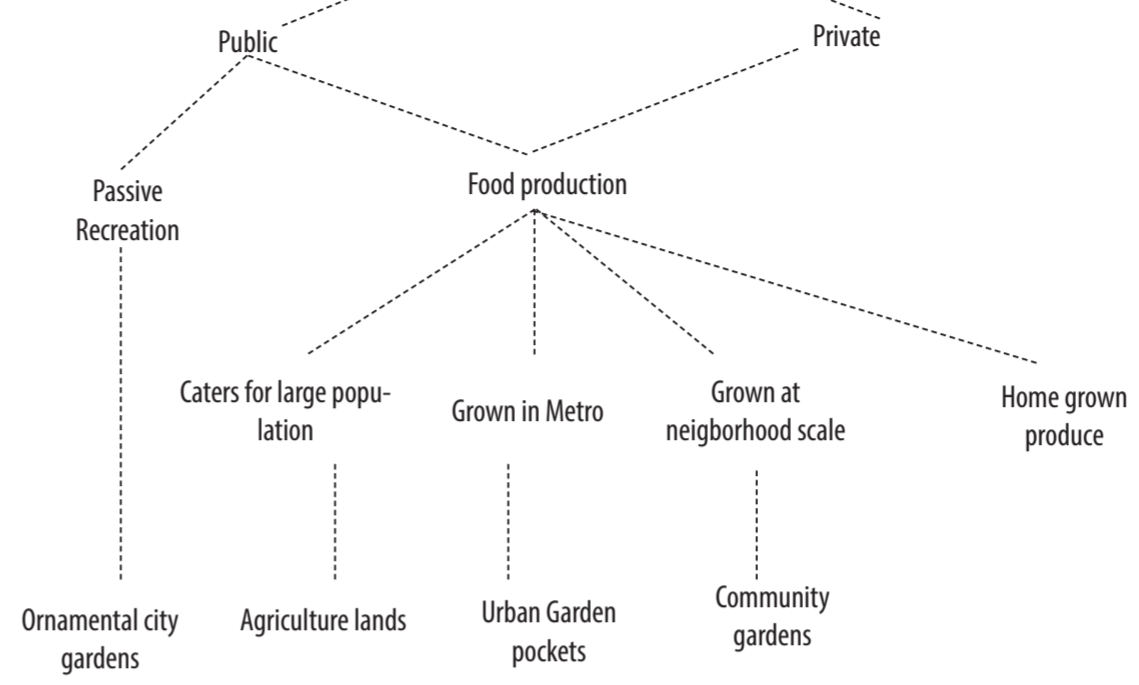 Public
Private
Passive
Recreation
Food production
Caters for large popu-
lation
Grown in Metro
Grown at
neigborhood scale
Home grown
produce
Ornamental city
gardens
Agriculture lands
Urban Garden
pockets
Community
gardens